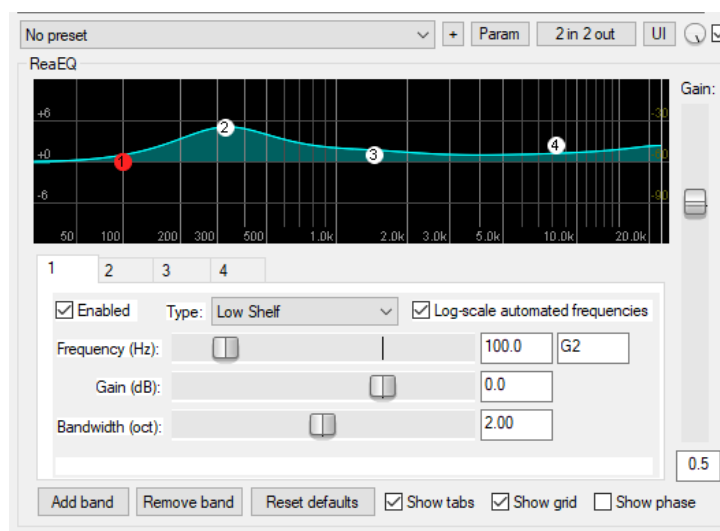 No preset + Param 2 in 2 out UI
ReaEQ
Gain:
+6 -30
+0 -60
-6 -90
50 100 200 300 500 1.0k 2.0k 3.0k 5.0k 10.0k 20.0k
1 2 3 4
1 2 3 4
Enabled Type: Low Shelf Log-scale automated frequencies
Frequency (Hz): 100.0 G2
Gain (dB): 0.0
Bandwidth (oct): 2.00
0.5
Add band Remove band Reset defaults Show tabs Show grid Show phase